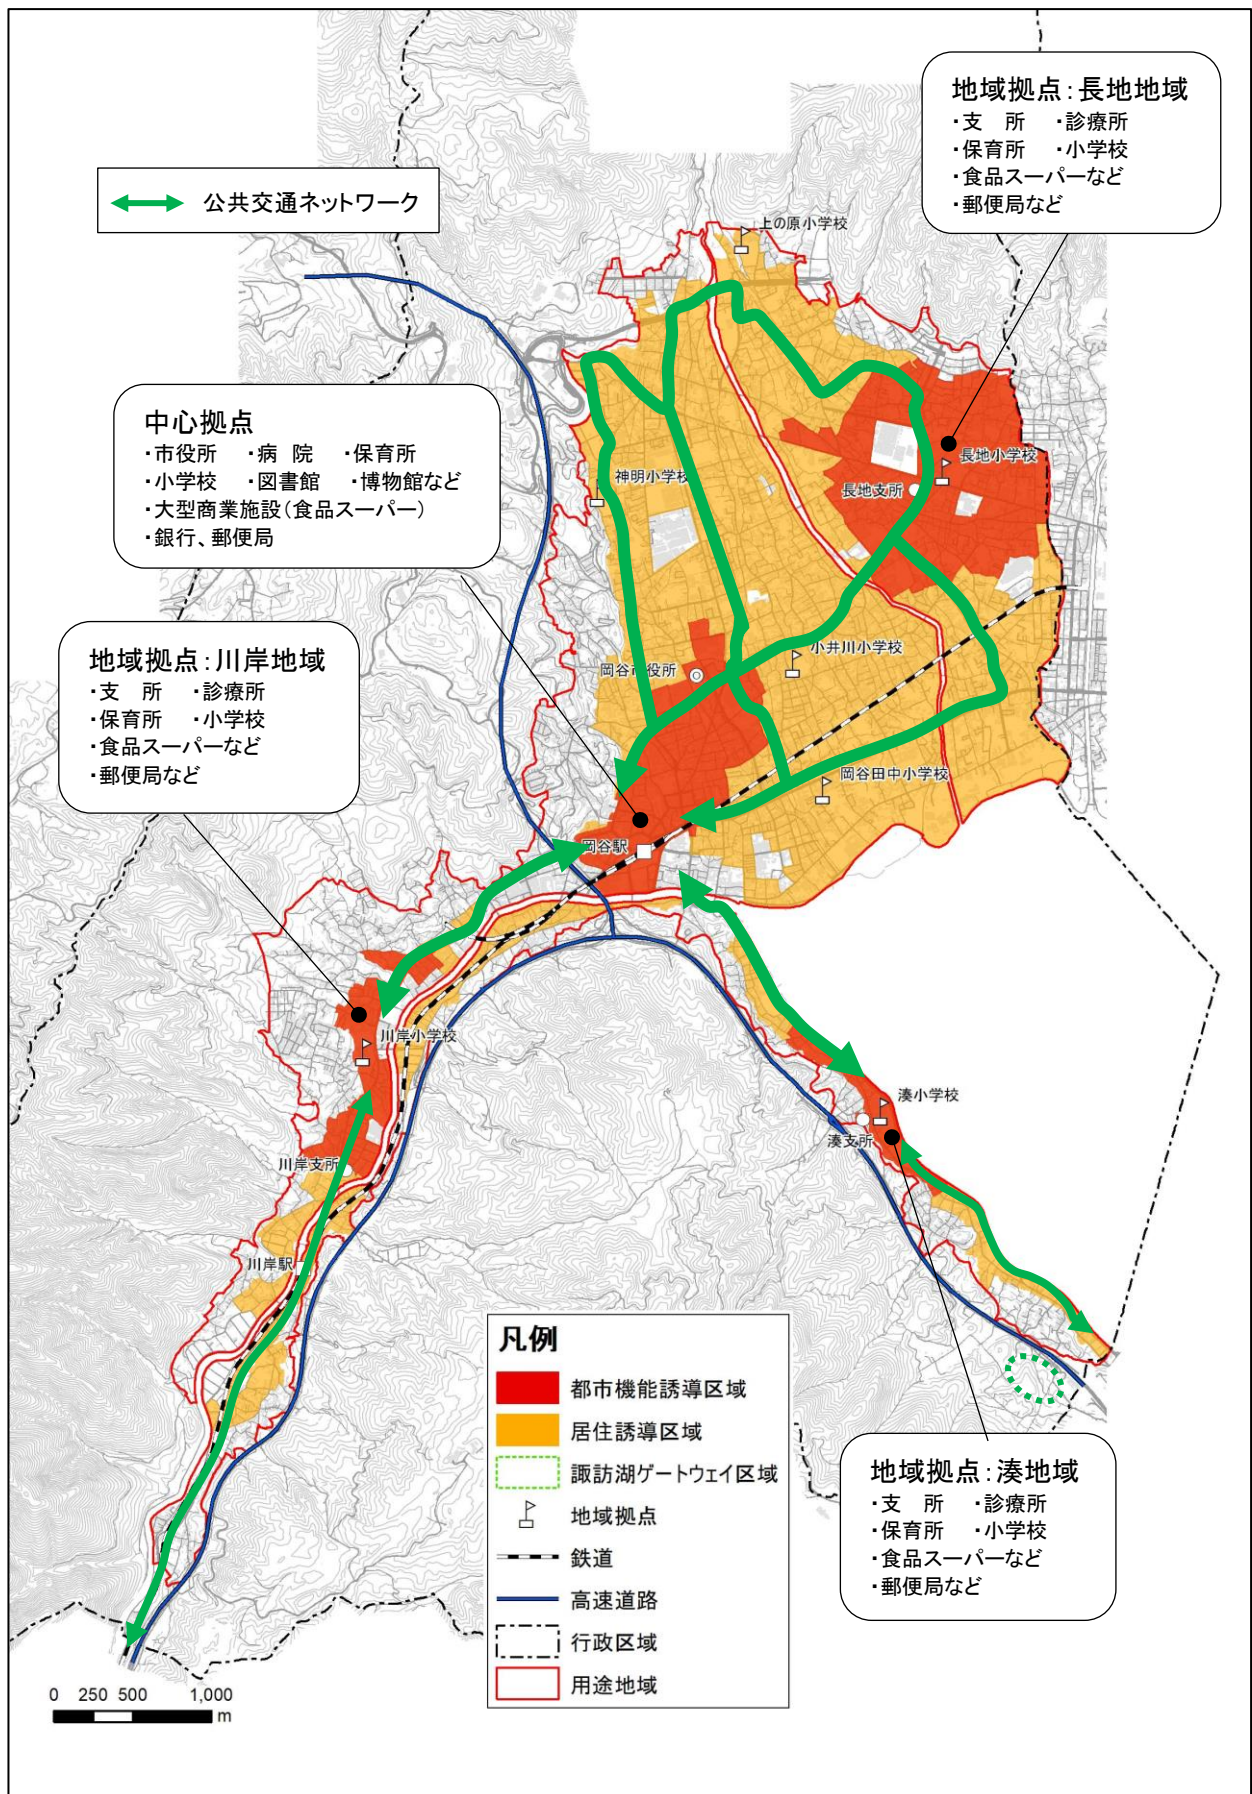 地域拠点：長地地域
・支　所　・診療所
・保育所　・小学校
・食品スーパーなど
・郵便局など
公共交通ネットワーク
上の原小学校
中心拠点
・市役所　・病　院　・保育所
・小学校　・図書館　・博物館など
・大型商業施設（食品スーパー）
・銀行、郵便局
神明小学校
長地小学校
長地支所
地域拠点：川岸地域
・支　所　・診療所
・保育所　・小学校
・食品スーパーなど
・郵便局など
岡谷市役所
小井川小学校
岡谷田中小学校
岡谷駅
川岸小学校
湊小学校
湊支所
川岸支所
川岸駅
凡例
都市機能誘導区域
居住誘導区域
諏訪湖ゲートウェイ区域
地域拠点
鉄道
高速道路
行政区域
用途地域
地域拠点：湊地域
・支　所　・診療所
・保育所　・小学校
・食品スーパーなど
・郵便局など
0　250　500　1,000
m